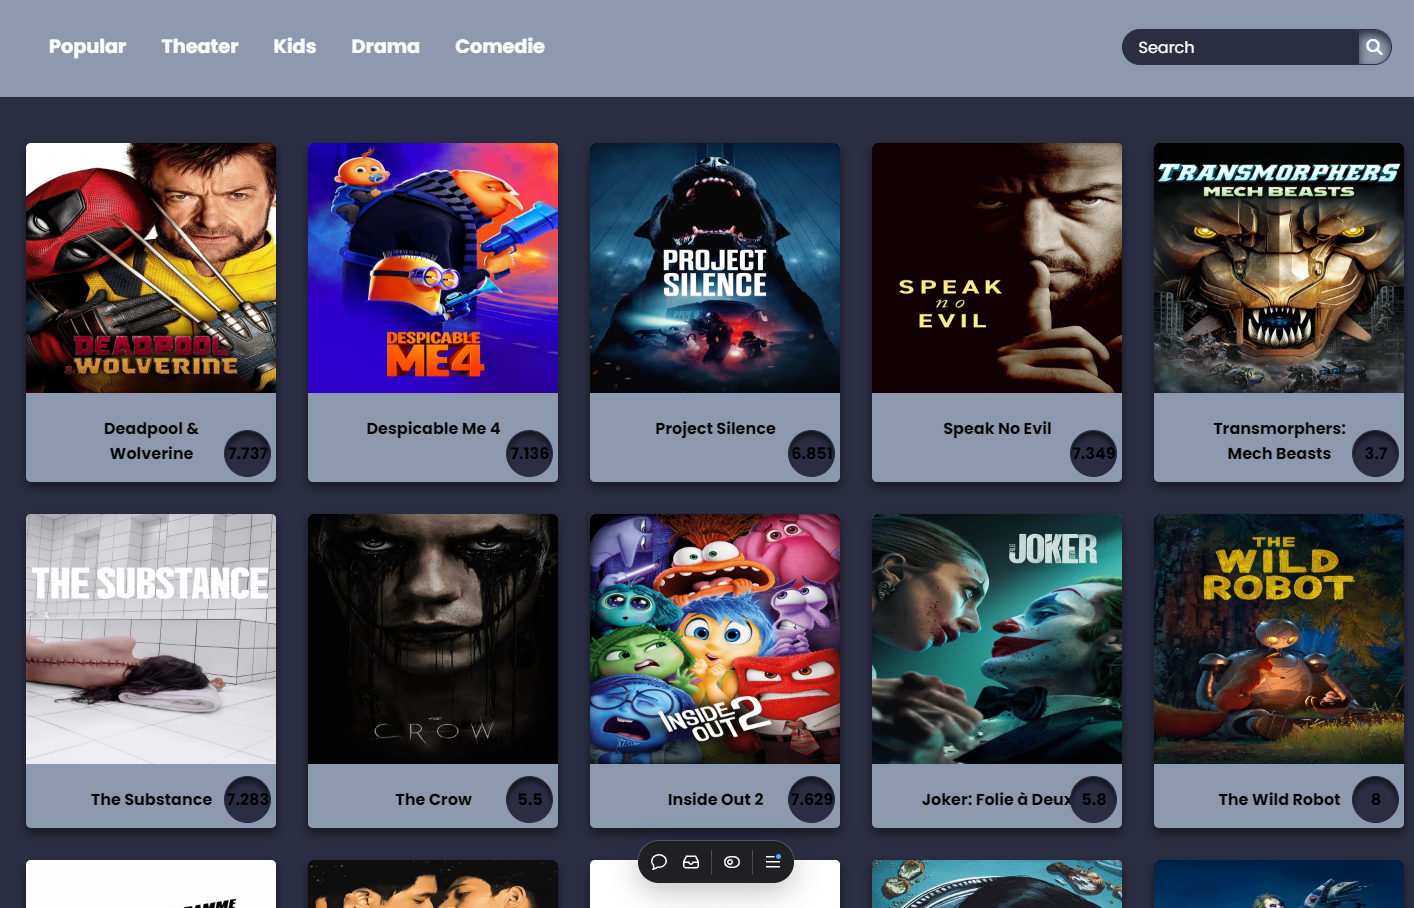 Popular Theater Kids Drama Comedie
Search
DEADPOOL
& WOLVERINE
DESPICABLE
ME 4
PROJECT
SILENCE
SPEAK
no
EVIL
TRANSMORPHERS
MECH BEASTS
Deadpool &
Wolverine
7.737
Despicable Me 4
7.136
Project Silence
6.851
Speak No Evil
7.349
Transmorphers:
Mech Beasts
3.7
THE SUBSTANCE
THE
CROW
INSIDE
OUT 2
JOKER
THE
WILD
ROBOT
The Substance
7.283
The Crow
5.5
Inside Out 2
7.629
Joker: Folie à Deux
5.8
The Wild Robot
8